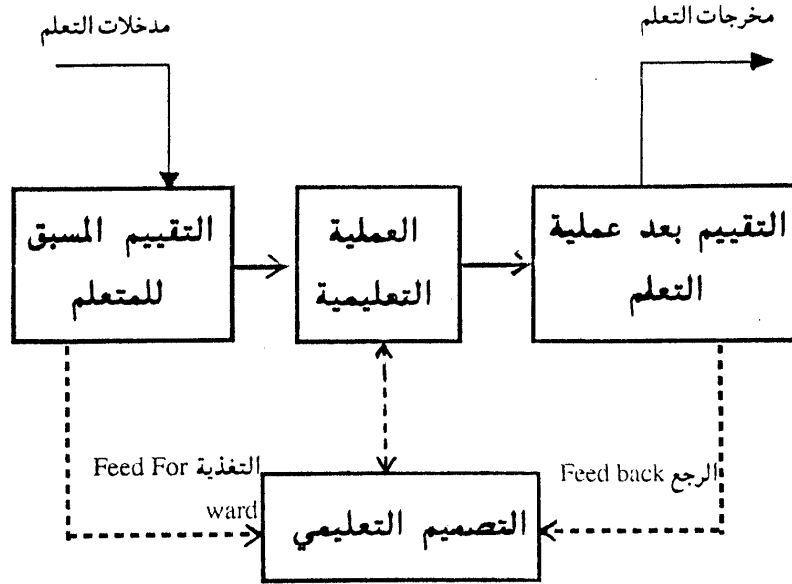 مدخلات التعلم
مخرجات التعلم
التقييم المسبق
للمتعلم
العملية
التعليمية
التقييم بعد عملية
التعلم
التغذية Feed For
ward
الرجع Feed back
التصميم التعليمي